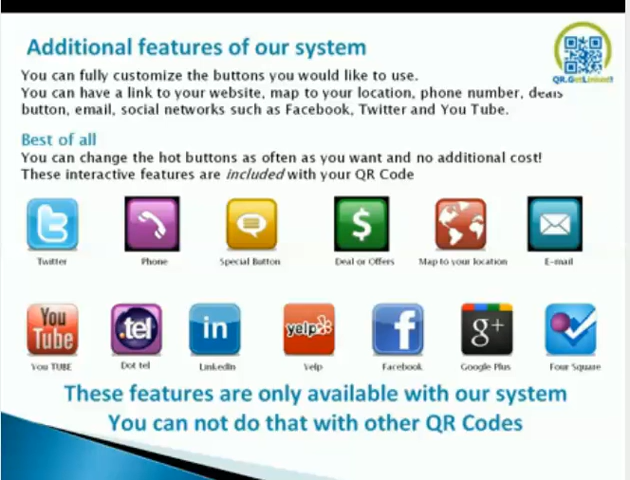 Additional features of our system
You can fully customize the buttons you would like to use.
You can have a link to your website, map to your location, phone number, deals
button, email, social networks such as Facebook, Twitter and You Tube.
QR.GetLinked!
Best of all
You can change the hot buttons as often as you want and no additional cost!
These interactive features are included with your QR Code
Twitter Phone Special Button Deal or Offers Map to your location E-mail
You Tube .tel in yelp f g+
You TUBE Dot tel LinkedIn Yelp Facebook Google Plus Four Square
These features are only available with our system
You can not do that with other QR Codes